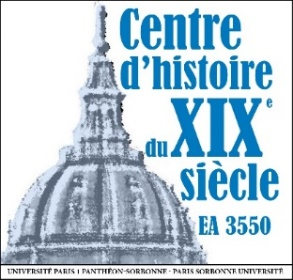 Centre
d'histoire
du XIXe
siècle
EA 3550
UNIVERSITÉ PARIS 1 PANTHÉON-SORBONNE · PARIS SORBONNE UNIVERSITÉ